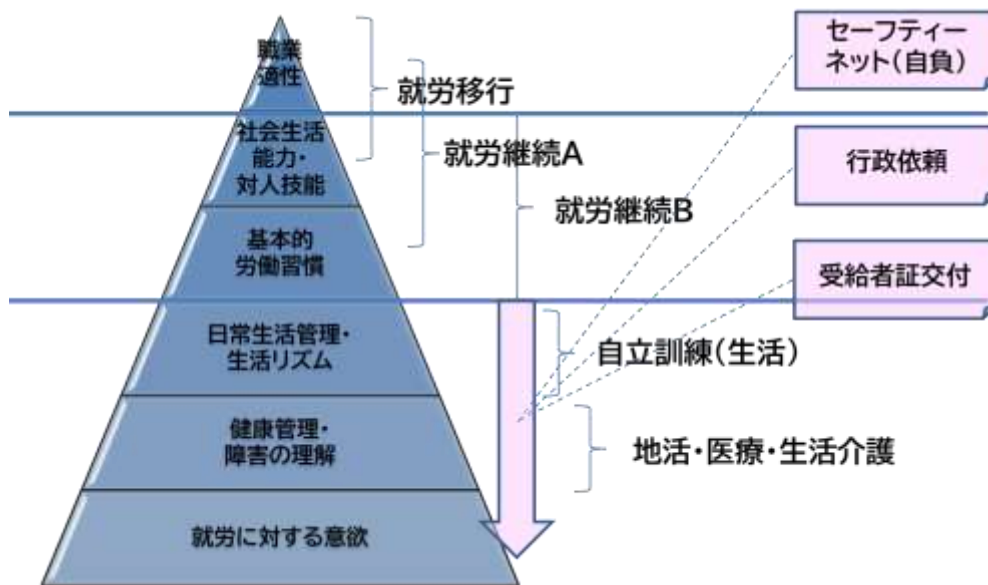 職業
適性
社会生活
能力・
対人技能
基本的
労働習慣
日常生活管理・
生活リズム
健康管理・
障害の理解
就労に対する意欲
就労移行
就労継続A
就労継続B
自立訓練(生活)
地活・医療・生活介護
セーフティー
ネット(自負)
行政依頼
受給者証交付